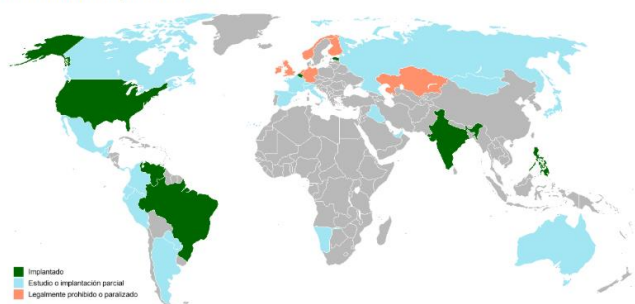 Implantado
Estudio o implantación parcial
Legalmente prohibido o paralizado